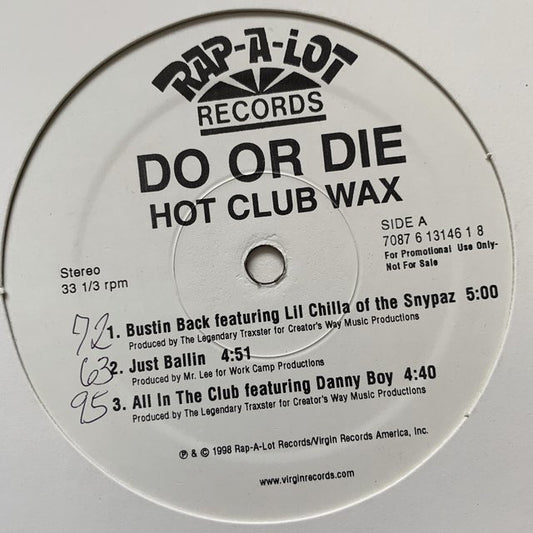 RAP-A-LOT
RECORDS
DO OR DIE
HOT CLUB WAX
SIDE A
7087 6 13146 1 8
For Promotional Use Only-
Not For Sale
Stereo
33 1/3 rpm
72 1. Bustin Back featuring Lil Chilla of the Snypaz 5:00
Produced by The Legendary Traxster for Creator's Way Music Productions
63 2. Just Ballin 4:51
Produced by Mr. Lee for Work Camp Productions
95 3. All In The Club featuring Danny Boy 4:40
Produced by The Legendary Traxster for Creator's Way Music Productions
℗ & © 1998 Rap-A-Lot Records/Virgin Records America, Inc.
www.virginrecords.com